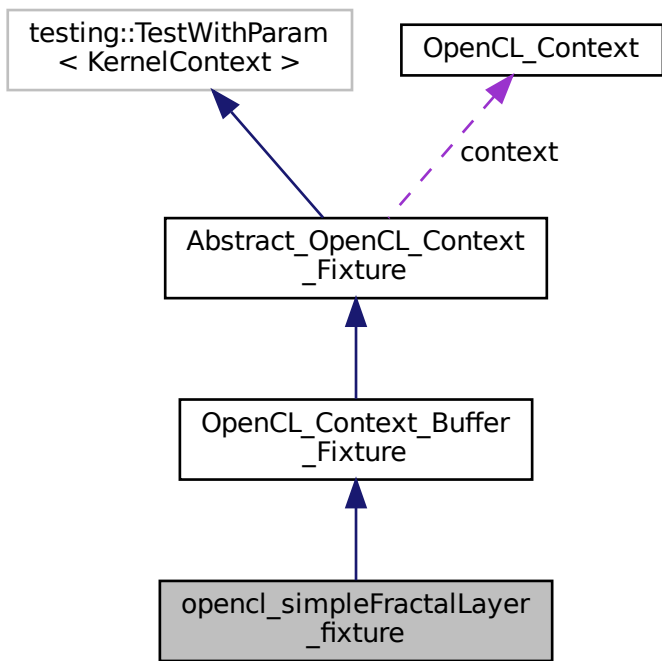 testing::TestWithParam
< KernelContext >
OpenCL_Context
context
Abstract_OpenCL_Context
_Fixture
OpenCL_Context_Buffer
_Fixture
opencl_simpleFractalLayer
_fixture